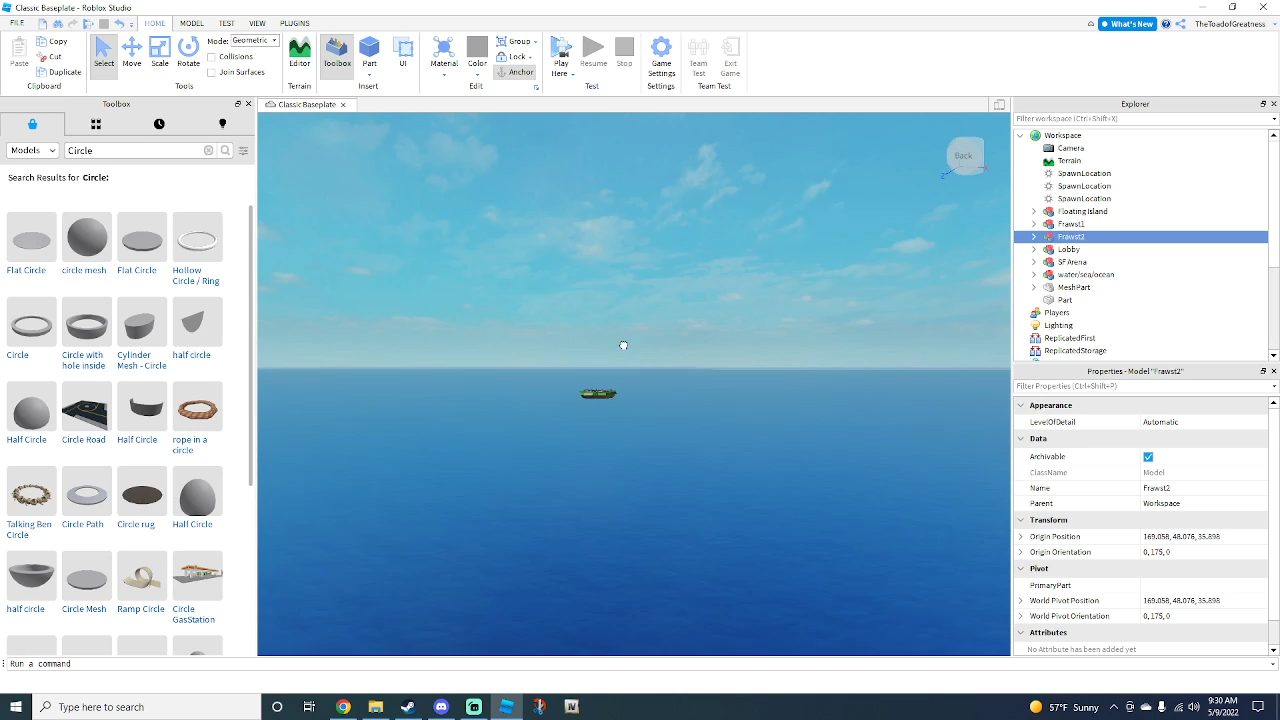 Classic Baseplate - Roblox Studio
FILE HOME MODEL TEST VIEW PLUGINS What's New TheToadofGreatness
Paste Copy Cut Duplicate Clipboard
Select Move Scale Rotate Mode: Geometric Collisions Join Surfaces Tools
Editor Terrain
Toolbox Part UI Insert
Material Color Group Lock Anchor Edit
Play Here Resume Stop Test
Game Settings Settings
Team Test Exit Game Team Test
Toolbox
Models Circle
Search Results for Circle:
Flat Circle circle mesh Flat Circle Hollow Circle / Ring
Circle Circle with hole inside Cylinder Mesh - Circle half circle
Half Circle Circle Road Half Circle rope in a circle
Talking Ben Circle Circle Path Circle rug Half Circle
half circle Circle Mesh Ramp Circle Circle GasStation
Classic Baseplate
Back
Z
Explorer
Filter workspace (Ctrl+Shift+X)
Workspace
Camera
Terrain
SpawnLocation
SpawnLocation
SpawnLocation
Floating Island
Frawst1
Frawst2
Lobby
SF Arena
water/sea/ocean
MeshPart
Part
Players
Lighting
ReplicatedFirst
ReplicatedStorage
Properties - Model "Frawst2"
Filter Properties (Ctrl+Shift+P)
Appearance
LevelOfDetail Automatic
Data
Archivable
ClassName Model
Name Frawst2
Parent Workspace
Transform
Origin Position 169.058, 48.076, 35.898
Origin Orientation 0, 175, 0
Pivot
PrimaryPart
World Pivot Position 169.058, 48.076, 35.898
World Pivot Orientation 0, 175, 0
Attributes
No Attribute has been added yet
Run a command
Type here to search
57°F Sunny
9:30 AM
5/9/2022